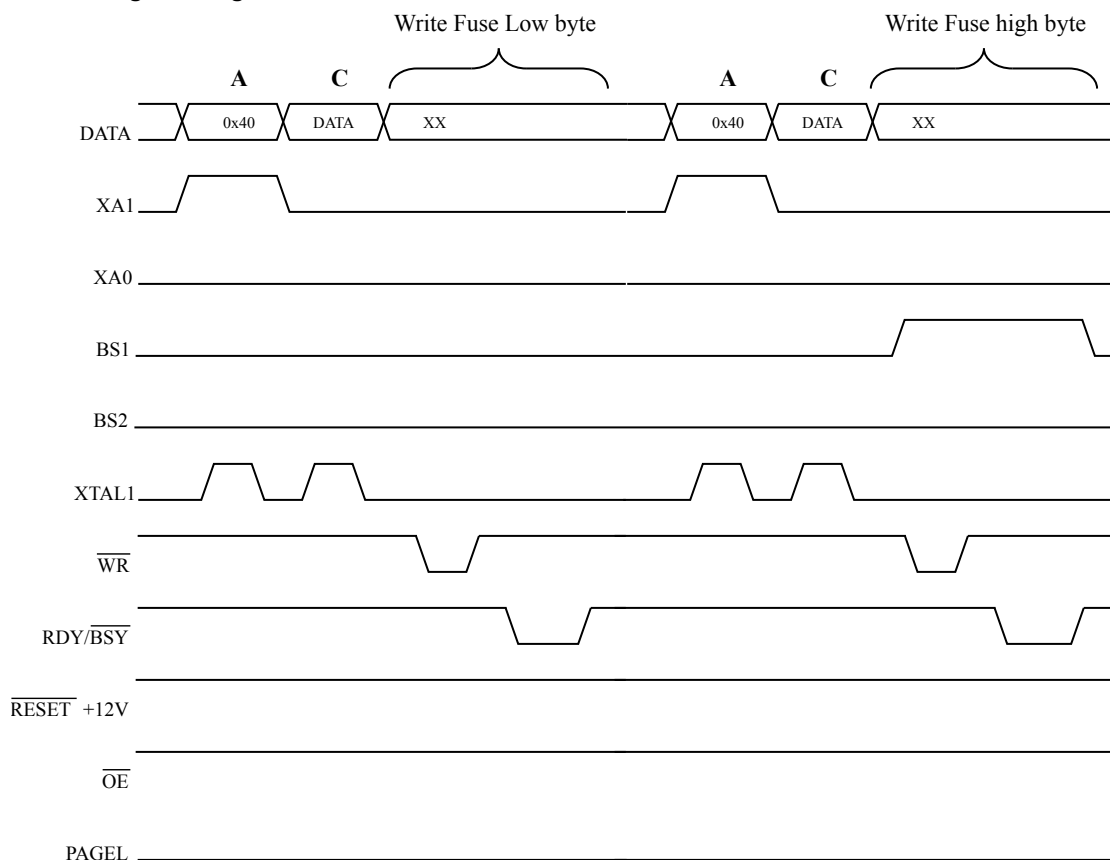 Write Fuse Low byte Write Fuse high byte
A C A C
DATA 0x40 DATA XX 0x40 DATA XX
XA1
XA0
BS1
BS2
XTAL1
WR
RDY/BSY
RESET +12V
OE
PAGEL